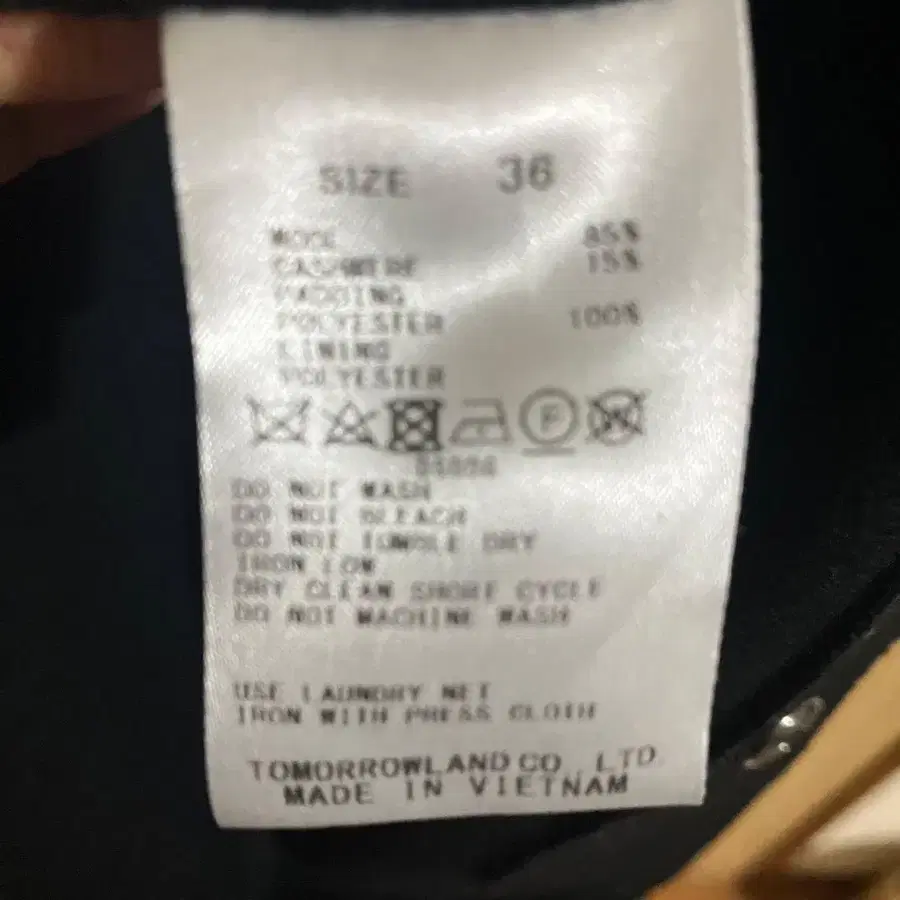 SIZE 36
WOOL 85%
CASHMERE 15%
PADDING
POLYESTER 100%
LINING
POLYESTER
F W
DO NOT WASH
DO NOT BLEACH
DO NOT TUMBLE DRY
IRON LOW
DRY CLEAN SHORT CYCLE
DO NOT MACHINE WASH
USE LAUNDRY NET
IRON WITH PRESS CLOTH
TOMORROWLAND CO., LTD.
MADE IN VIETNAM